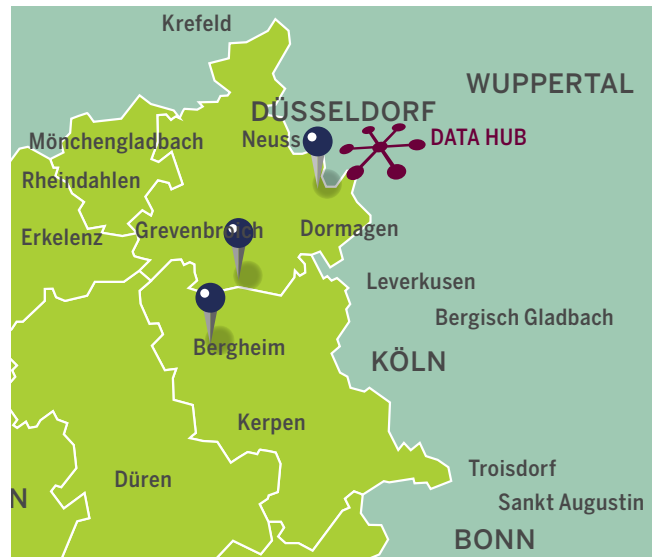 Krefeld
WUPPERTAL
DÜSSELDORF
Mönchengladbach
Neuss
DATA HUB
Rheindahlen
Erkelenz
Grevenbroich
Dormagen
Leverkusen
Bergisch Gladbach
Bergheim
KÖLN
Kerpen
Düren
Troisdorf
N
Sankt Augustin
BONN